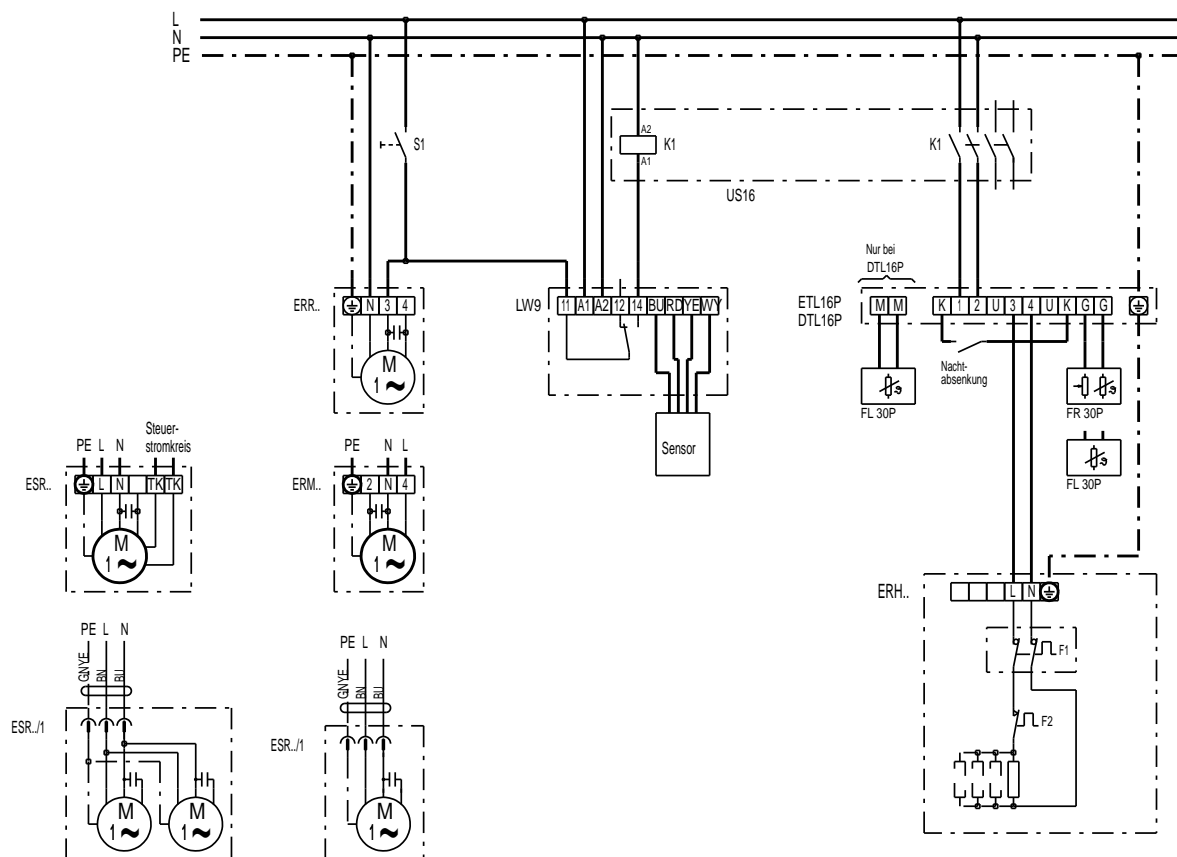 L
N
PE
S1
A2
K1
A1
K1
US16
Nur bei
DTL16P
ERR..
N 3 4
M
1 ~
LW9
11 A1 A2 12 14 BU RD YE WY
ETL16P
DTL16P
M M
K 1 2 U 3 4 U K G G
Nacht-
absenkung
ϑ
FL 30P
ϑ
FR 30P
ϑ
FL 30P
Sensor
Steuer-
stromkreis
PE L N
ESR..
L N TK TK
M
1 ~
PE N L
ERM..
2 N 4
M
1 ~
ERH..
L N
F1
F2
PE L N
GNYE
BN
BU
ESR../1
M
1 ~
M
1 ~
PE L N
GNYE
BN
BU
ESR../1
M
1 ~